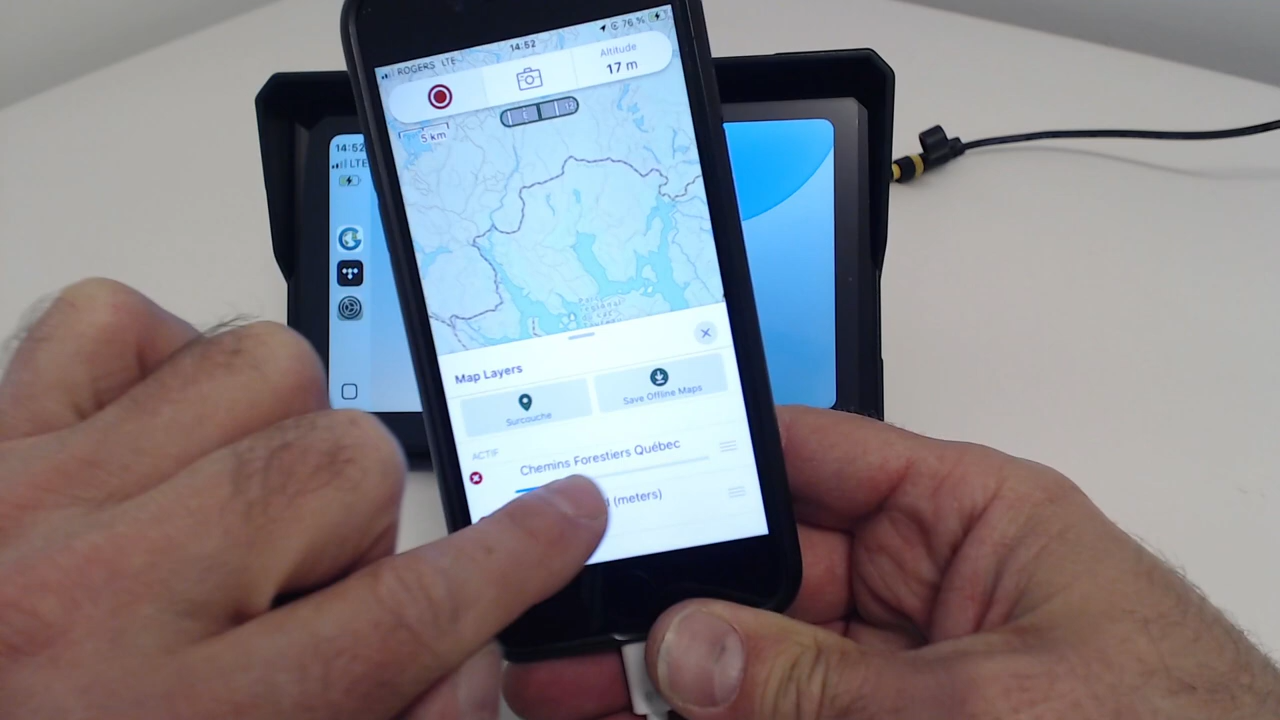 ROGERS LTE
14:52
76 %
Altitude
17 m
5 km
14:52
LTE
Map Layers
Surcouche
Save Offline Maps
ACTIF
Chemins Forestiers Québec
(meters)